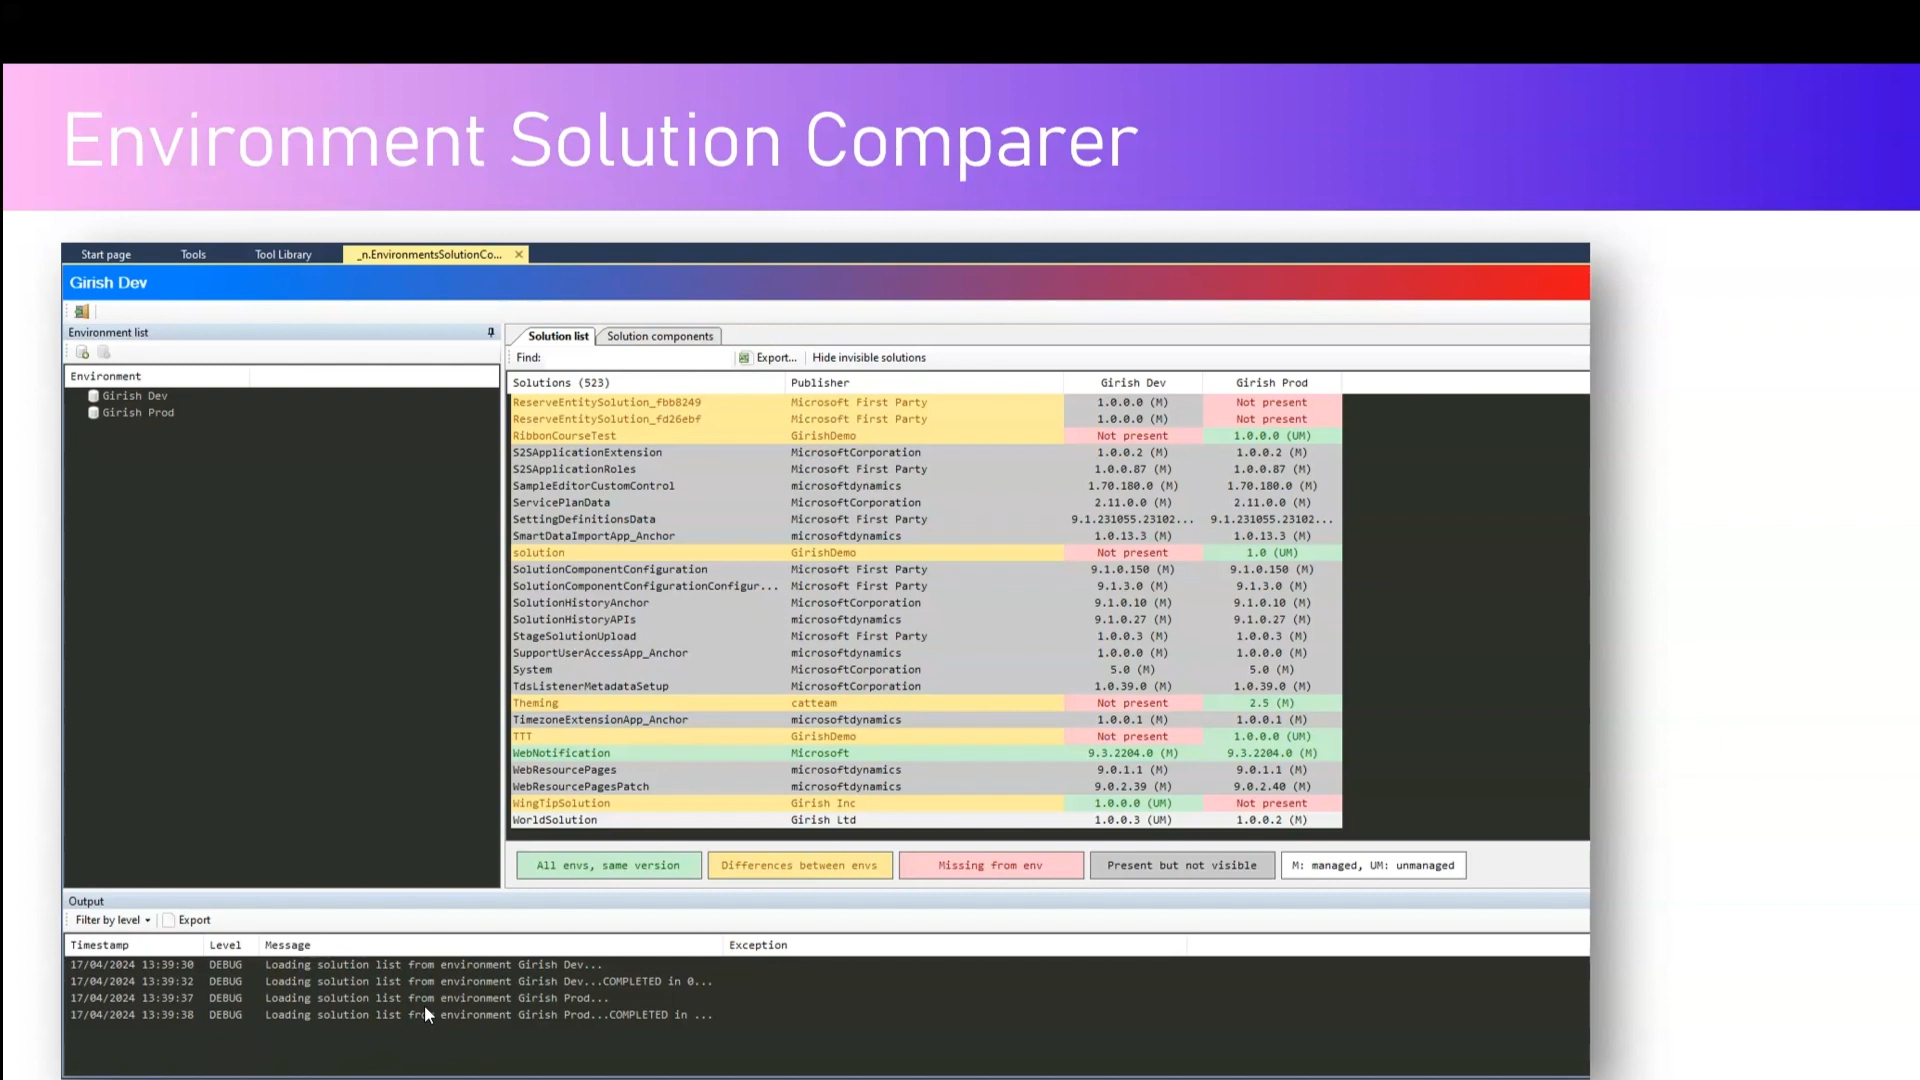 Environment Solution Comparer
Start page Tools Tool Library _n.EnvironmentsSolutionCo...
Girish Dev
Environment list
Environment
Girish Dev
Girish Prod
Solution list Solution components
Find: Export... Hide invisible solutions
Solutions (523) Publisher Girish Dev Girish Prod
ReserveEntitySolution_fbb8249 Microsoft First Party 1.0.0.0 (M) Not present
ReserveEntitySolution_fd26ebf Microsoft First Party 1.0.0.0 (M) Not present
RibbonCourseTest GirishDemo Not present 1.0.0.0 (UM)
S2SApplicationExtension MicrosoftCorporation 1.0.0.2 (M) 1.0.0.2 (M)
S2SApplicationRoles Microsoft First Party 1.0.0.87 (M) 1.0.0.87 (M)
SampleEditorCustomControl microsoftdynamics 1.70.180.0 (M) 1.70.180.0 (M)
ServicePlanData MicrosoftCorporation 2.11.0.0 (M) 2.11.0.0 (M)
SettingDefinitionsData Microsoft First Party 9.1.231055.23102... 9.1.231055.23102...
SmartDataImportApp_Anchor microsoftdynamics 1.0.13.3 (M) 1.0.13.3 (M)
solution GirishDemo Not present 1.0 (UM)
SolutionComponentConfiguration Microsoft First Party 9.1.0.150 (M) 9.1.0.150 (M)
SolutionComponentConfigurationConfigur... Microsoft First Party 9.1.3.0 (M) 9.1.3.0 (M)
SolutionHistoryAnchor MicrosoftCorporation 9.1.0.10 (M) 9.1.0.10 (M)
SolutionHistoryAPIs microsoftdynamics 9.1.0.27 (M) 9.1.0.27 (M)
StageSolutionUpload Microsoft First Party 1.0.0.3 (M) 1.0.0.3 (M)
SupportUserAccessApp_Anchor microsoftdynamics 1.0.0.0 (M) 1.0.0.0 (M)
System MicrosoftCorporation 5.0 (M) 5.0 (M)
TdsListenerMetadataSetup MicrosoftCorporation 1.0.39.0 (M) 1.0.39.0 (M)
Theming catteam Not present 2.5 (M)
TimezoneExtensionApp_Anchor microsoftdynamics 1.0.0.1 (M) 1.0.0.1 (M)
TTT GirishDemo Not present 1.0.0.0 (UM)
WebNotification Microsoft 9.3.2204.0 (M) 9.3.2204.0 (M)
WebResourcePages microsoftdynamics 9.0.1.1 (M) 9.0.1.1 (M)
WebResourcePagesPatch microsoftdynamics 9.0.2.39 (M) 9.0.2.40 (M)
WingTipSolution Girish Inc 1.0.0.0 (UM) Not present
WorldSolution Girish Ltd 1.0.0.3 (UM) 1.0.0.2 (M)
All envs, same version Differences between envs Missing from env Present but not visible M: managed, UM: unmanaged
Output
Filter by level Export
Timestamp Level Message Exception
17/04/2024 13:39:30 DEBUG Loading solution list from environment Girish Dev...
17/04/2024 13:39:32 DEBUG Loading solution list from environment Girish Dev...COMPLETED in 0...
17/04/2024 13:39:37 DEBUG Loading solution list from environment Girish Prod...
17/04/2024 13:39:38 DEBUG Loading solution list from environment Girish Prod...COMPLETED in ...